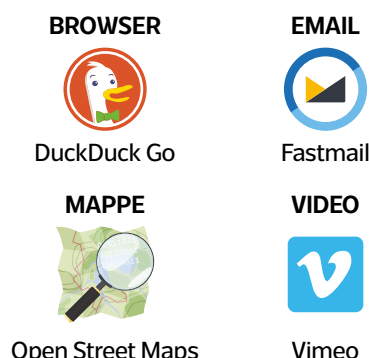 BROWSER
EMAIL
DuckDuck Go
Fastmail
MAPPE
VIDEO
Open Street Maps
Vimeo